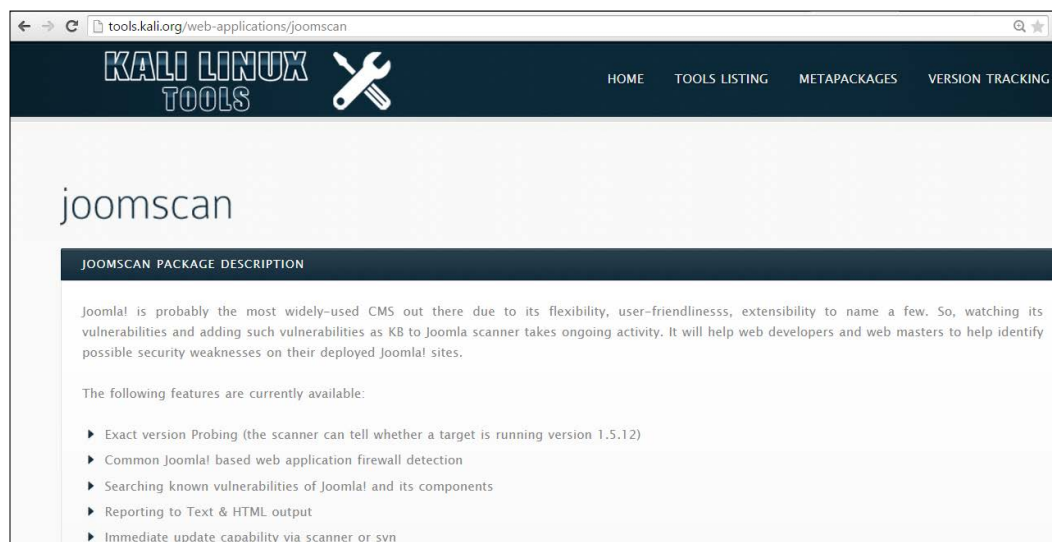 tools.kali.org/web-applications/joomscan
KALI LINUX
TOOLS
HOME TOOLS LISTING METAPACKAGES VERSION TRACKING
joomscan
JOOMSCAN PACKAGE DESCRIPTION
Joomla! is probably the most widely-used CMS out there due to its flexibility, user-friendlinesss, extensibility to name a few. So, watching its
vulnerabilities and adding such vulnerabilities as KB to Joomla scanner takes ongoing activity. It will help web developers and web masters to help identify
possible security weaknesses on their deployed Joomla! sites.
The following features are currently available:
Exact version Probing (the scanner can tell whether a target is running version 1.5.12)
Common Joomla! based web application firewall detection
Searching known vulnerabilities of Joomla! and its components
Reporting to Text & HTML output
Immediate update capability via scanner or svn